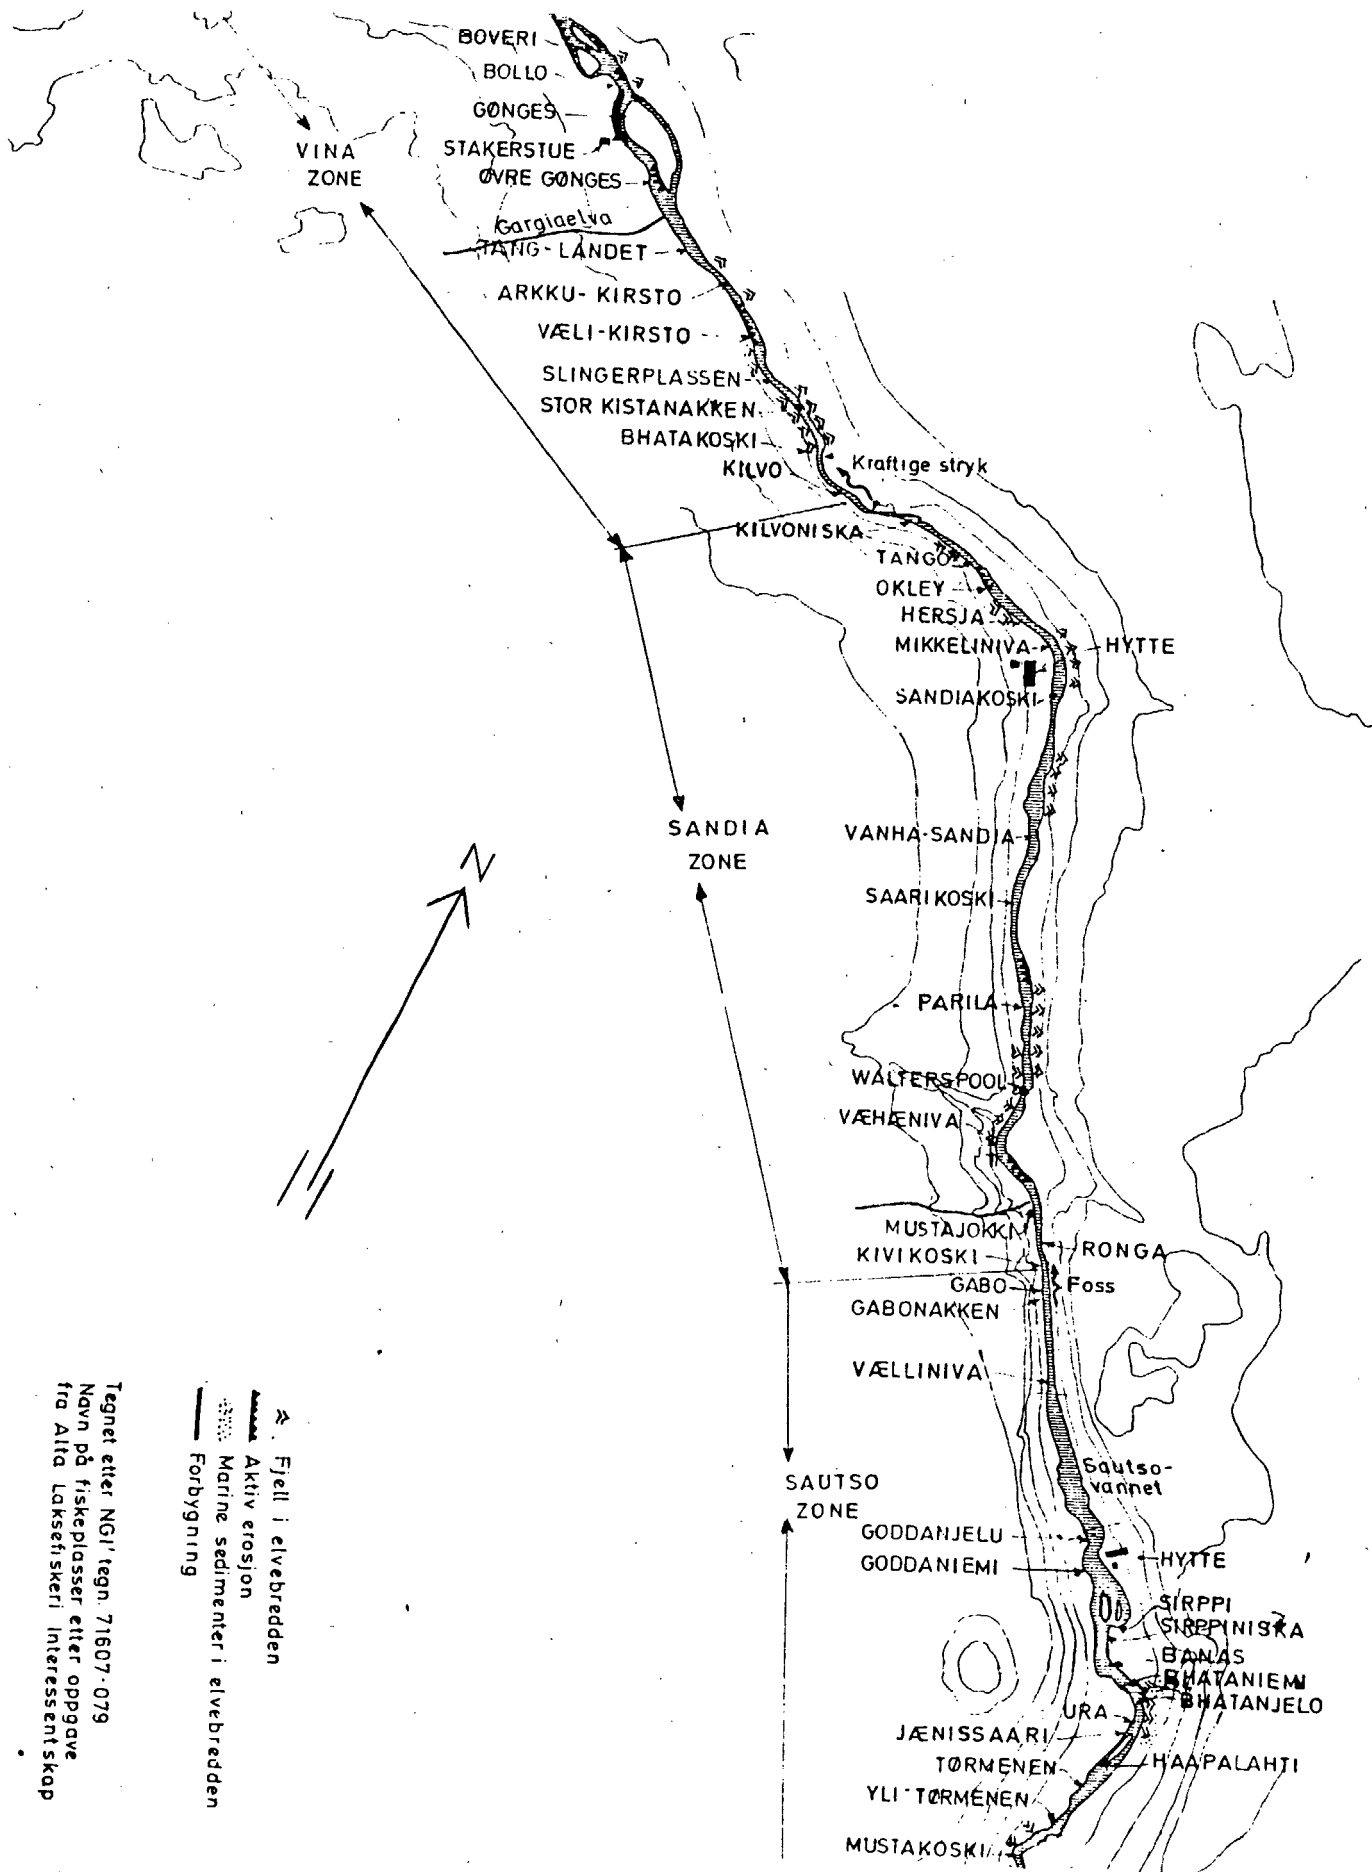 BOVERI
BOLLO
GØNGES
STAKERSTUE
ØVRE GØNGES
VINA
ZONE
Gargiaelva
TANG-LANDET
ARKKU-KIRSTO
VÆLI-KIRSTO
SLINGERPLASSEN
STOR KISTANAKKEN
BHATAKOSKI
KILVO
Kraftige stryk
KILVONISKA
TANGO
OKLEY
HERSJA
MIKKELINIVA
HYTTE
SANDIAKOSKI
SANDIA
ZONE
VANHA-SANDIA
N
SAARIKOSKI
PARILA
WALTERSPOOL
VÆHÆNIVA
MUSTAJOKKI
RONGA
KIVIKOSKI
GABO
Foss
GABONAKKEN
VÆLLINIVA
Sautso-
vannet
SAUTSO
ZONE
GODDANJELU
HYTTE
GODDANIEMI
SIRPPI
SIRPPINISKA
BANAS
BHATANIEMI
BHATANJELO
URA
JÆNISSAARI
TØRMENEN
HAAPALAHTI
YLI-TØRMENEN
MUSTAKOSKI
Fjell i elvebredden
Aktiv erosjon
Marine sedimenter i elvebredden
Forbygning
Tegnet etter NGI' tegn. 71607-079
Navn på fiskeplasser etter oppgave
fra Alta Laksefiskeri Interessentskap